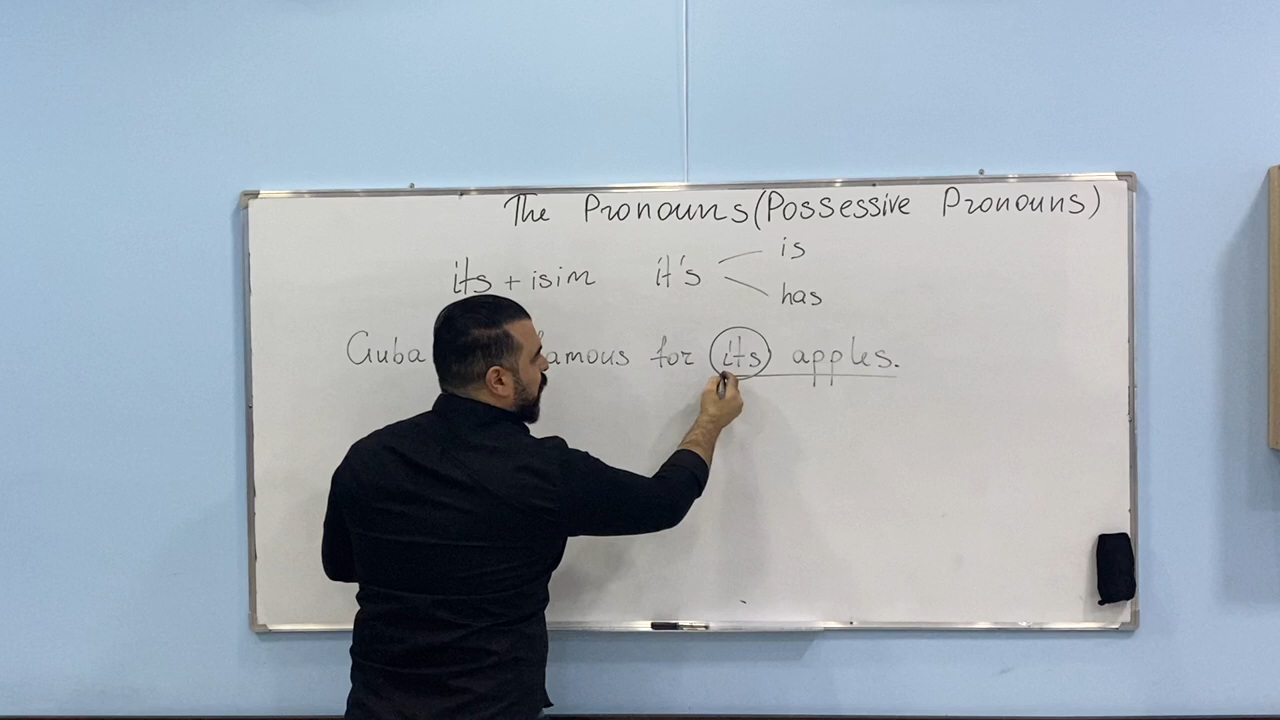 The Pronouns (Possessive Pronouns)
its + isim it's is
has
Guba famous for its apples.